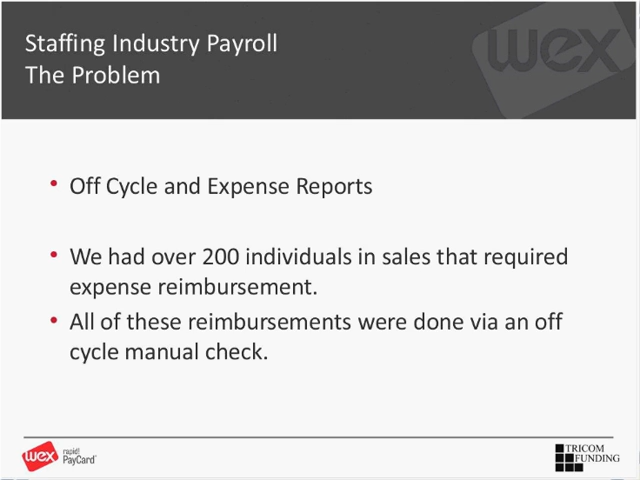 Staffing Industry Payroll
The Problem
wex
• Off Cycle and Expense Reports
• We had over 200 individuals in sales that required
expense reimbursement.
• All of these reimbursements were done via an off
cycle manual check.
wex
rapid!
PayCard
TRICOM
FUNDING